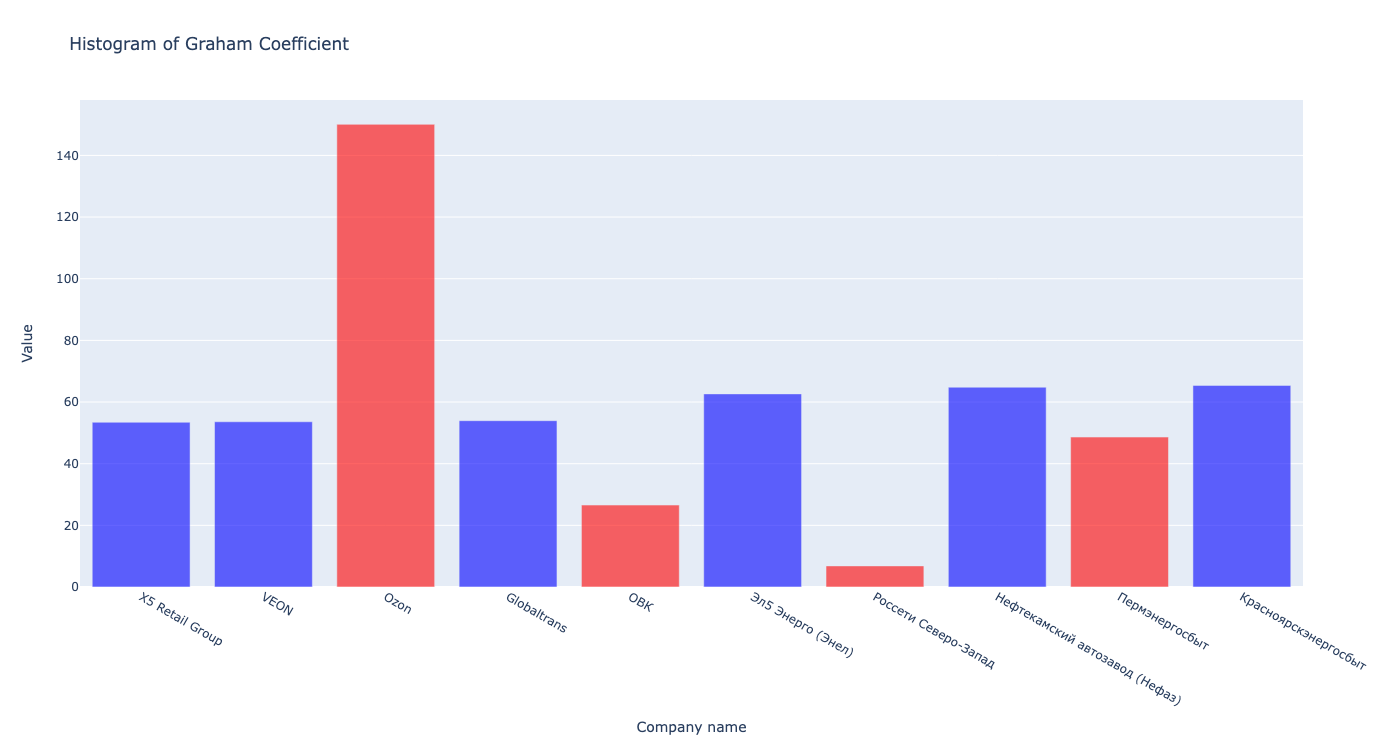 Histogram of Graham Coefficient
140
120
100
80
60
40
20
0
Value
X5 Retail Group
VEON
Ozon
Globaltrans
ОВК
Эл5 Энерго (Энел)
Россети Северо-Запад
Нефтекамский автозавод (Нефаз)
Пермэнергосбыт
Красноярскэнергосбыт
Company name